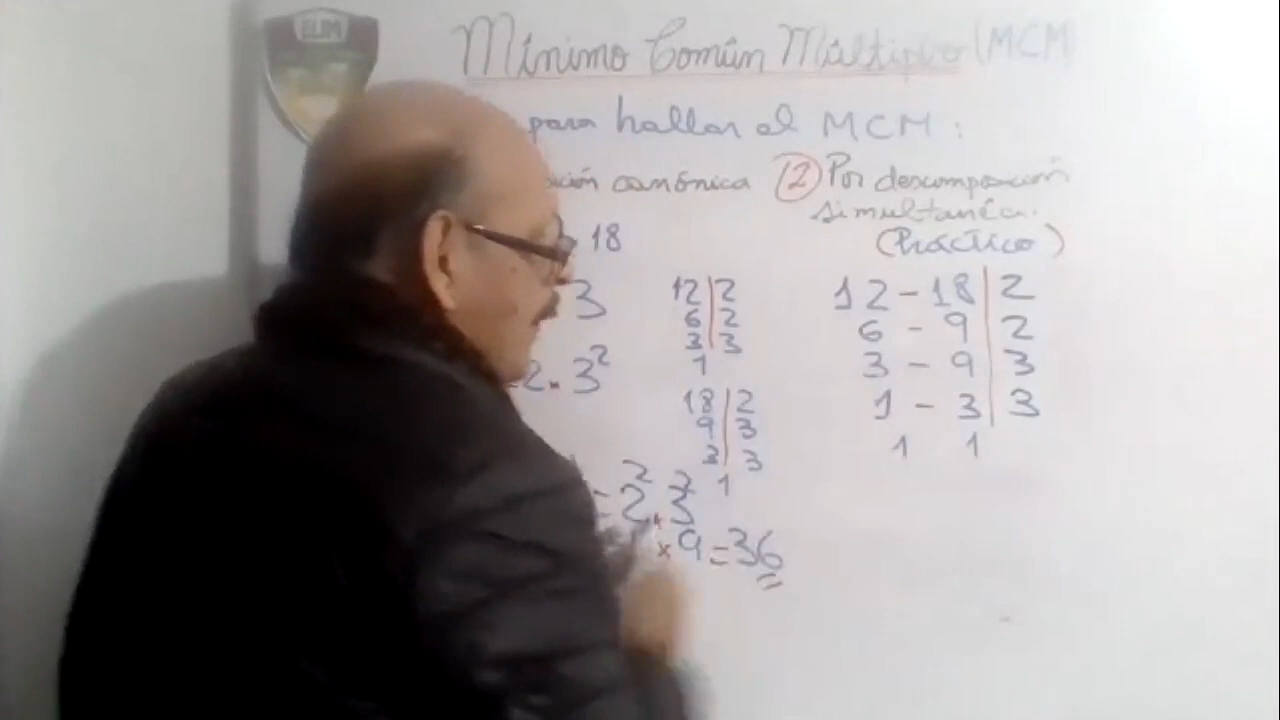 ELIM
Mínimo Común Múltiplo (MCM
para hallar el MCM:
canónica
18
3
2. 3²
12|2
6|2
3|3
1
18|2
9|3
3|3
1
= 2². 3²
x 9 = 36
2 Por descomposición
simultanéa.
(Práctico)
12 - 18|2
6 - 9|2
3 - 9|3
1 - 3|3
1 1